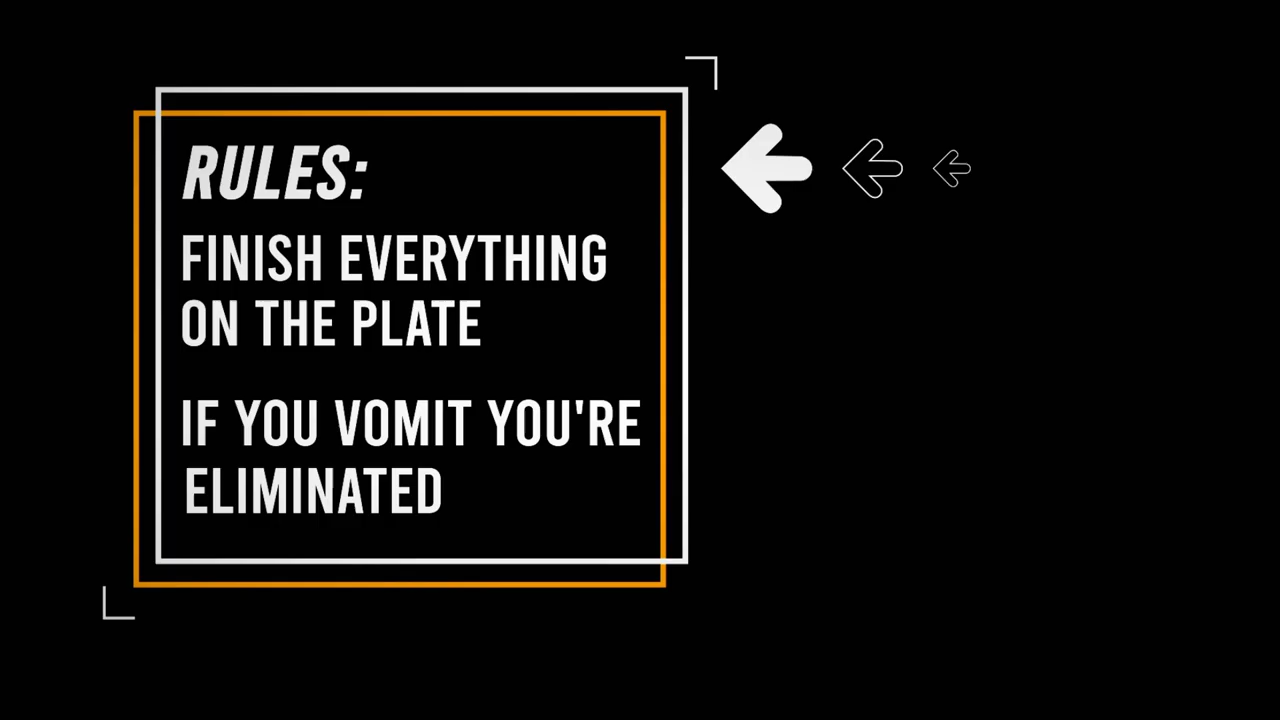 RULES:
FINISH EVERYTHING
ON THE PLATE
IF YOU VOMIT YOU'RE
ELIMINATED